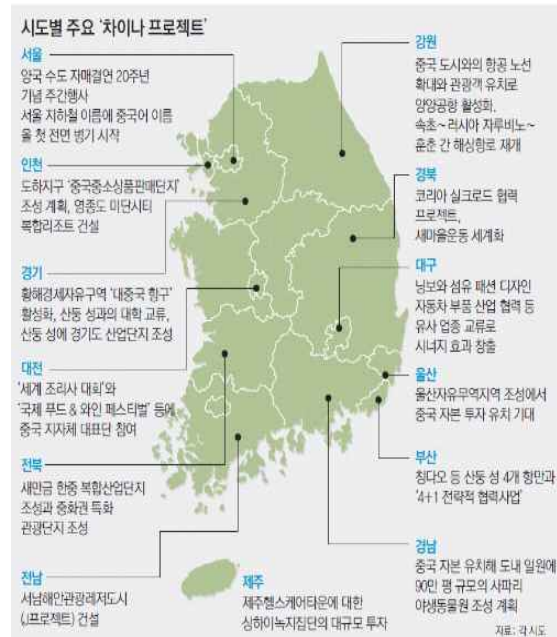 시도별 주요 '차이나 프로젝트'
서울
양국 수도 자매결연 20주년
기념 주간행사
서울 지하철 이름에 중국어 이름
올 첫 전면 병기 시작
인천
도하지구 '중국중소싱품판매단지'
조성 계획, 영종도 미단시티
복합리조트 건설
경기
황해경제자유구역 '대중국 항구'
활성화, 산둥 성과의 대학 교류,
산둥 성에 경기도 산업단지 조성
대전
'세계 조리사 대회'와
'국제 푸드 & 와인 페스티벌' 등에
중국 지자체 대표단 참여
전북
새만금 한중 복합산업단지
조성과 중화권 특화
관광단지 조성
전남
서남해안관광레저도시
(J프로젝트) 건설
제주
제주헬스케어타운에 대한
상하이녹지집단의 대규모 투자
강원
중국 도시와의 항공 노선
확대와 관광객 유치로
양양공항 활성화,
속초~러시아 자루비노~
훈춘 간 해상항로 재개
경북
코리아 실크로드 협력
프로젝트,
새마을운동 세계화
대구
닝보와 섬유 패션 디자인
자동차 부품 산업 협력 등
유사 업종 교류로
시너지 효과 창출
울산
울산자유무역지역 조성에서
중국 자본 투자 유치 기대
부산
칭다오 등 산둥 성 4개 항만과
'4+1 전략적 협력사업'
경남
중국 자본 유치해 도내 일원에
90만 평 규모의 사파리
야생동물원 조성 계획
자료: 각 시도